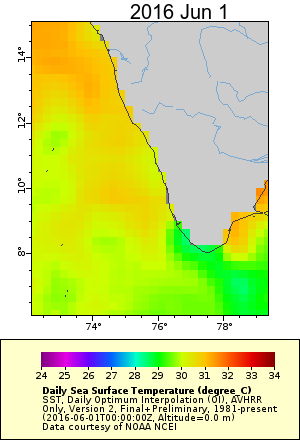 2016 Jun 1
14°
12°
10°
8°
74° 76° 78°
24 25 26 27 28 29 30 31 32 33 34
Daily Sea Surface Temperature (degree_C)
SST, Daily Optimum Interpolation (OI), AVHRR
Only, Version 2, Final+Preliminary, 1981-present
(2016-06-01T00:00:00Z, Altitude=0.0 m)
Data courtesy of NOAA NCEI